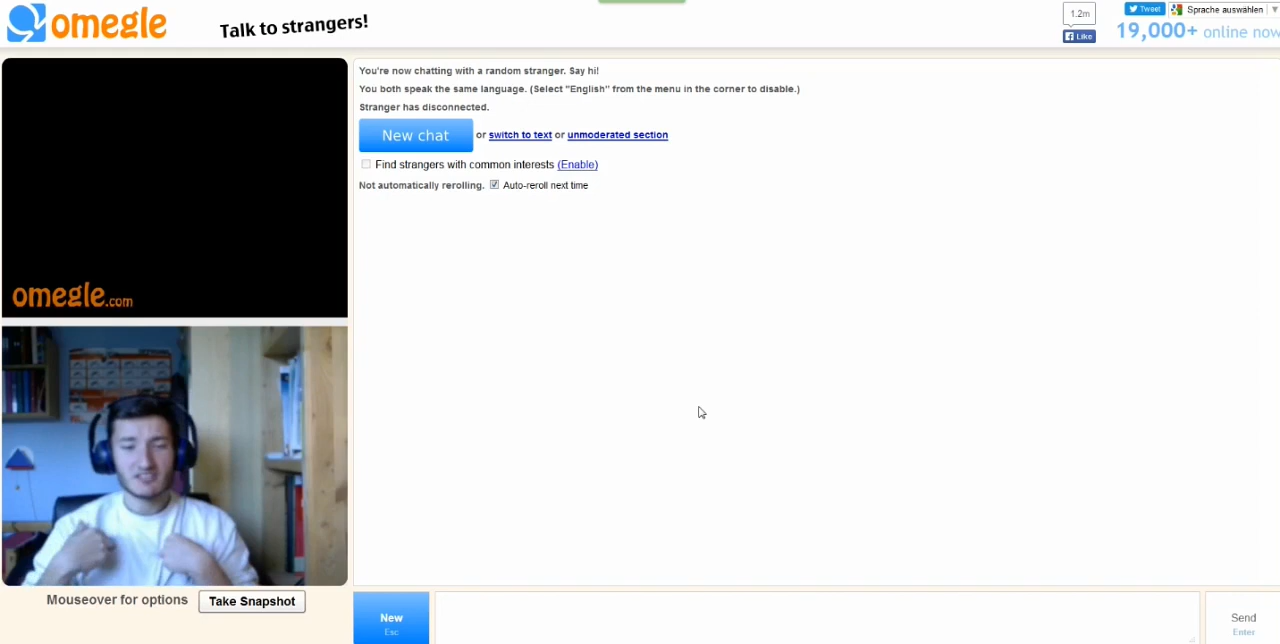 omegle
Talk to strangers!
1.2m
Tweet
Sprache auswählen
Like
19,000+ online now
You're now chatting with a random stranger. Say hi!
You both speak the same language. (Select "English" from the menu in the corner to disable.)
Stranger has disconnected.
New chat or switch to text or unmoderated section
Find strangers with common interests (Enable)
Not automatically rerolling. Auto-reroll next time
omegle.com
Mouseover for options
Take Snapshot
New
Esc
Send
Enter